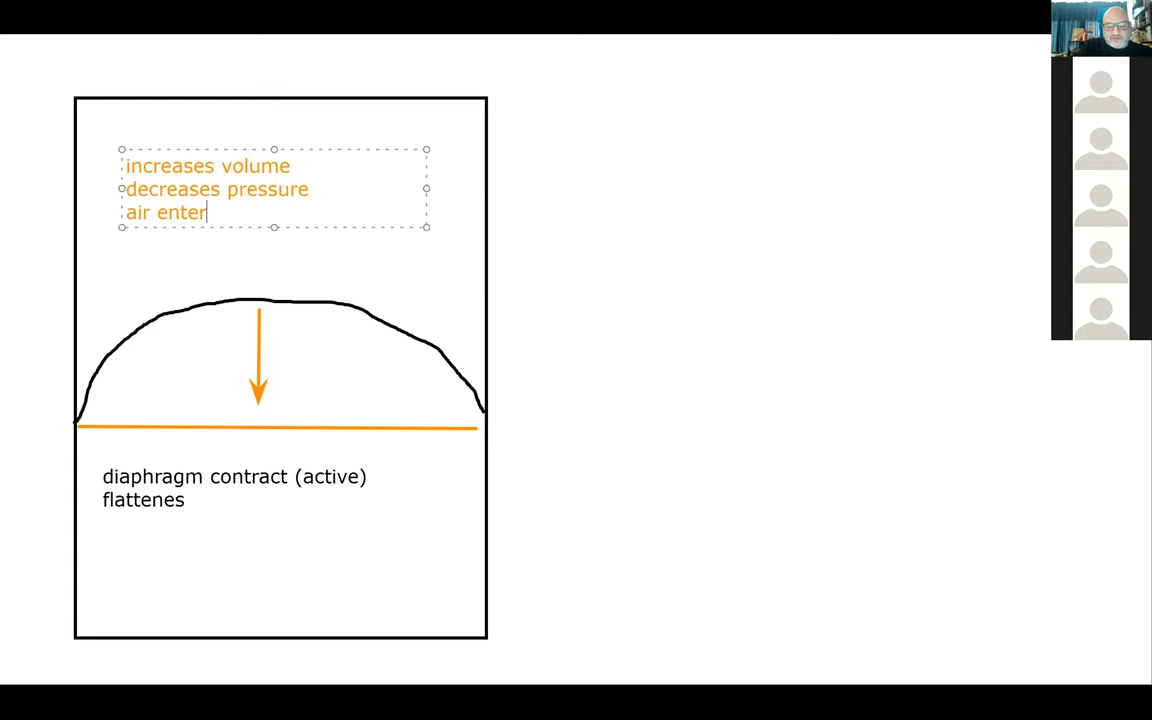 increases volume
decreases pressure
air enter
diaphragm contract (active)
flattenes